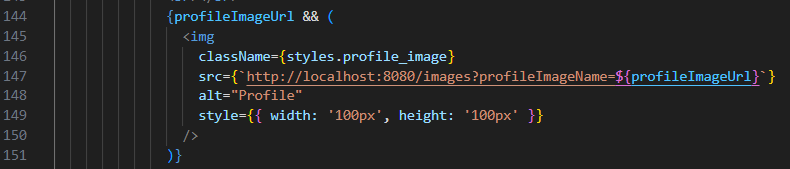 144 {profileImageUrl && (
145 <img
146 className={styles.profile_image}
147 src={`http://localhost:8080/images?profileImageName=${profileImageUrl}`}
148 alt="Profile"
149 style={{ width: '100px', height: '100px' }}
150 />
151 )}